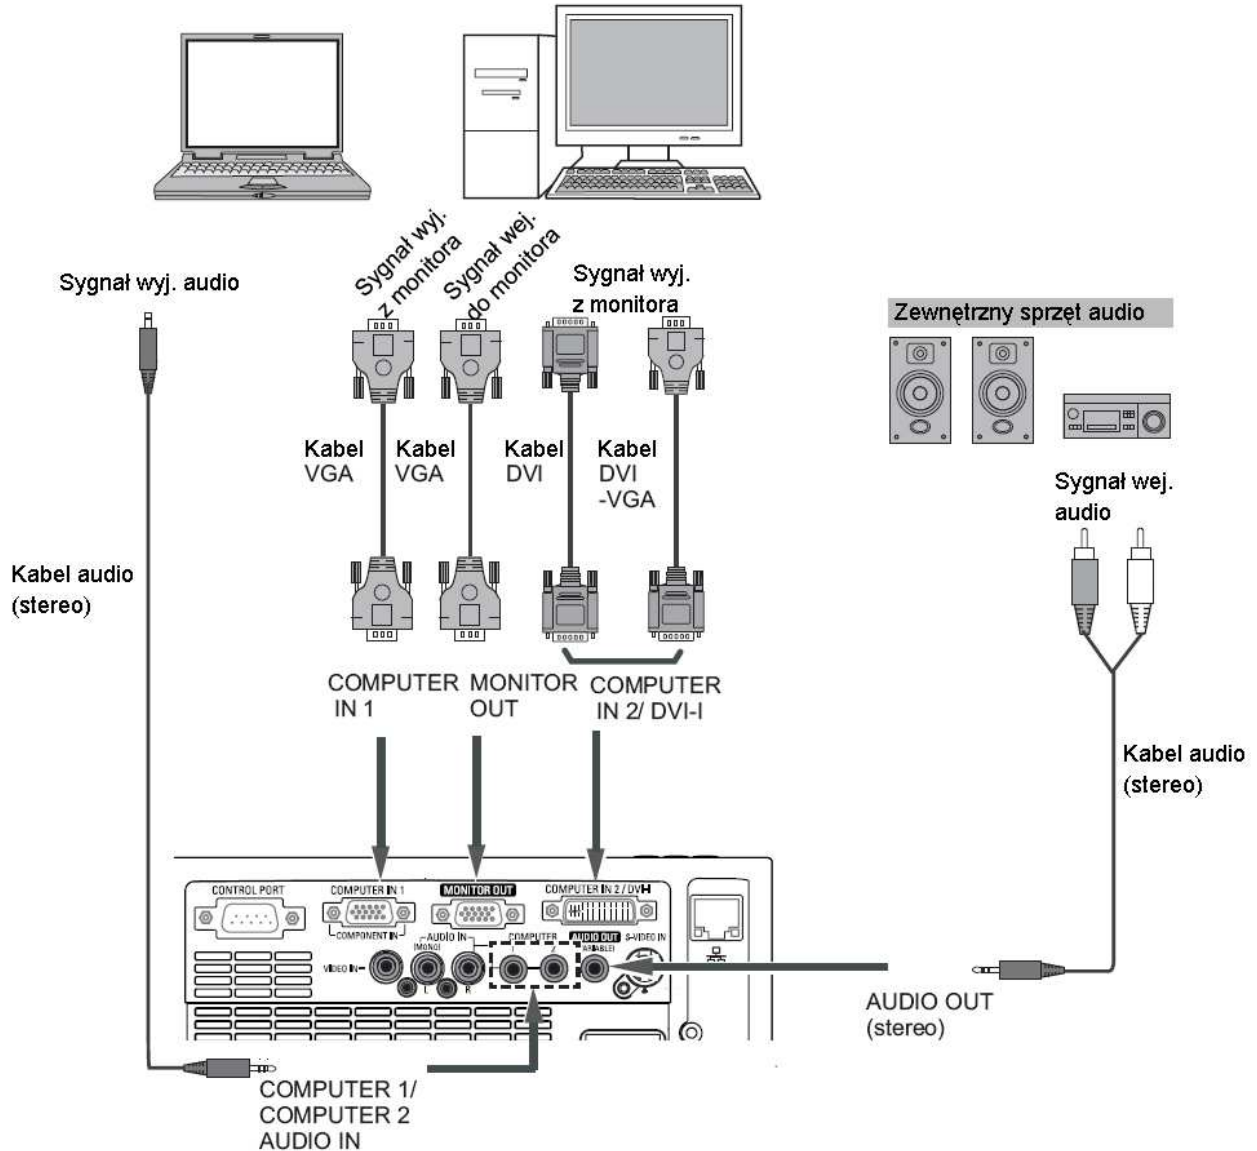 Sygnał wyj.
z monitora
Sygnał wej.
do monitora
Sygnał wyj.
z monitora
Sygnał wyj. audio
Zewnętrzny sprzęt audio
Kabel
VGA
Kabel
VGA
Kabel
DVI
Kabel
DVI
-VGA
Sygnał wej.
audio
Kabel audio
(stereo)
COMPUTER
IN 1
MONITOR
OUT
COMPUTER
IN 2/ DVI-I
Kabel audio
(stereo)
CONTROL PORT
COMPUTER IN 1
MONITOR OUT
COMPUTER IN 2 / DVI-I
COMPONENT IN
AUDIO IN
(MONO)
COMPUTER
1
2
AUDIO OUT
S-VIDEO IN
VIDEO IN
L
R
AUDIO OUT
(stereo)
COMPUTER 1/
COMPUTER 2
AUDIO IN